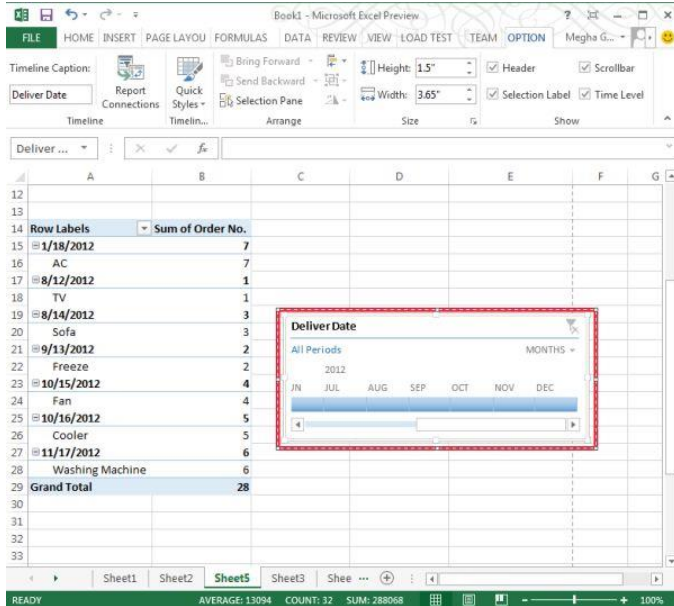 Book1 - Microsoft Excel Preview
FILE HOME INSERT PAGE LAYOU FORMULAS DATA REVIEW VIEW LOAD TEST TEAM OPTION Megha G...
Timeline Caption:
Deliver Date
Report Connections
Timeline
Quick Styles
Timelin...
Bring Forward
Send Backward
Selection Pane
Arrange
Height: 1.5"
Width: 3.65"
Size
Header
Scrollbar
Selection Label
Time Level
Show
Deliver ...
fx
A B C D E F G
12
13
14 Row Labels Sum of Order No.
15 1/18/2012 7
16 AC 7
17 8/12/2012 1
18 TV 1
19 8/14/2012 3
20 Sofa 3
21 9/13/2012 2
22 Freeze 2
23 10/15/2012 4
24 Fan 4
25 10/16/2012 5
26 Cooler 5
27 11/17/2012 6
28 Washing Machine 6
29 Grand Total 28
30
31
32
33
Deliver Date
All Periods MONTHS
2012
JN JUL AUG SEP OCT NOV DEC
Sheet1 Sheet2 Sheet5 Sheet3 Shee ...
READY AVERAGE: 13094 COUNT: 32 SUM: 288068 100%